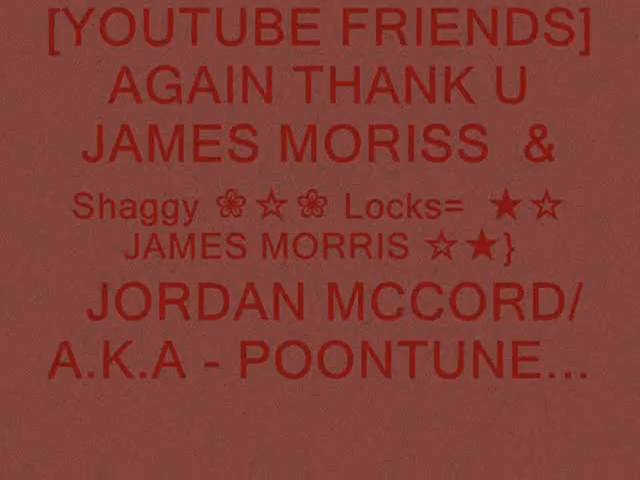 [YOUTUBE FRIENDS]
AGAIN THANK U
JAMES MORISS &
Shaggy ❀☆❀ Locks= ★☆
JAMES MORRIS ☆★}
JORDAN MCCORD/
A.K.A - POONTUNE...